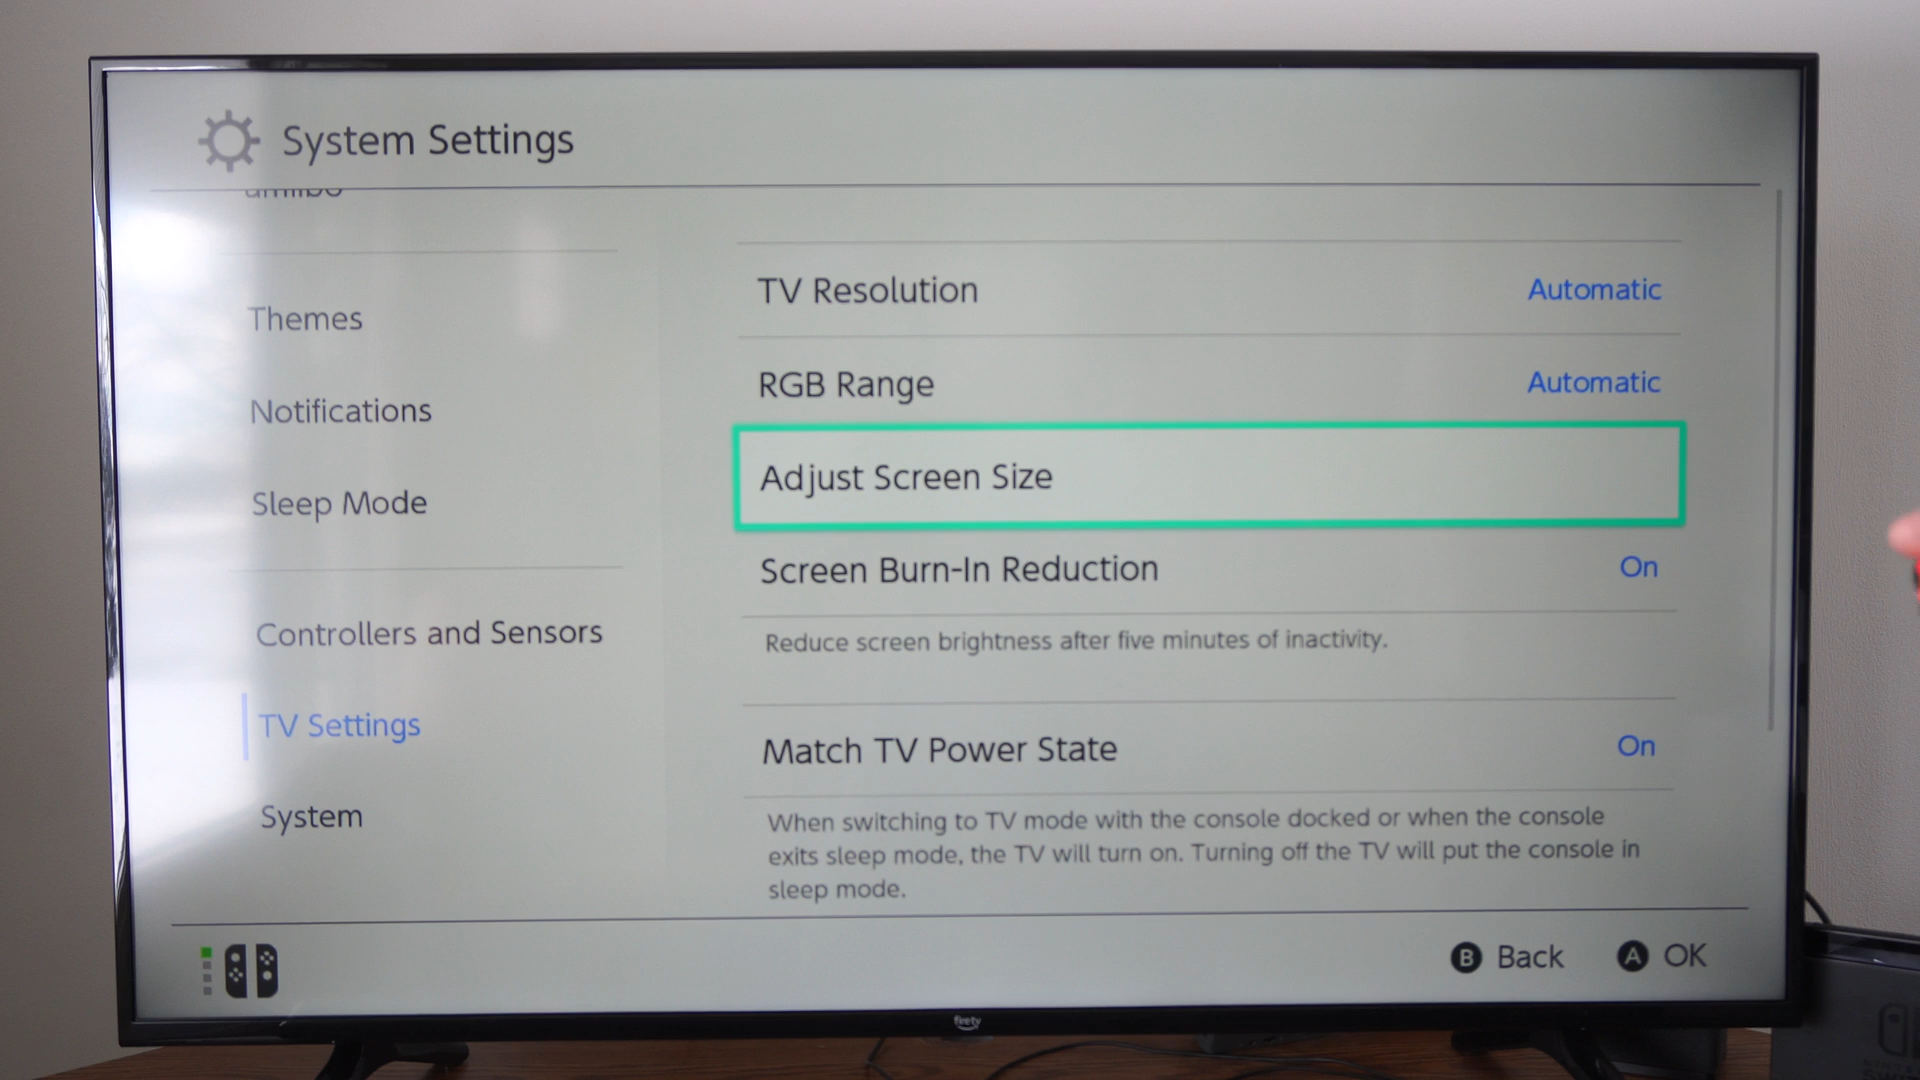 System Settings
amiibo
Themes
Notifications
Sleep Mode
Controllers and Sensors
TV Settings
System
TV Resolution Automatic
RGB Range Automatic
Adjust Screen Size
Screen Burn-In Reduction On
Reduce screen brightness after five minutes of inactivity.
Match TV Power State On
When switching to TV mode with the console docked or when the console
exits sleep mode, the TV will turn on. Turning off the TV will put the console in
sleep mode.
B Back A OK
firetv